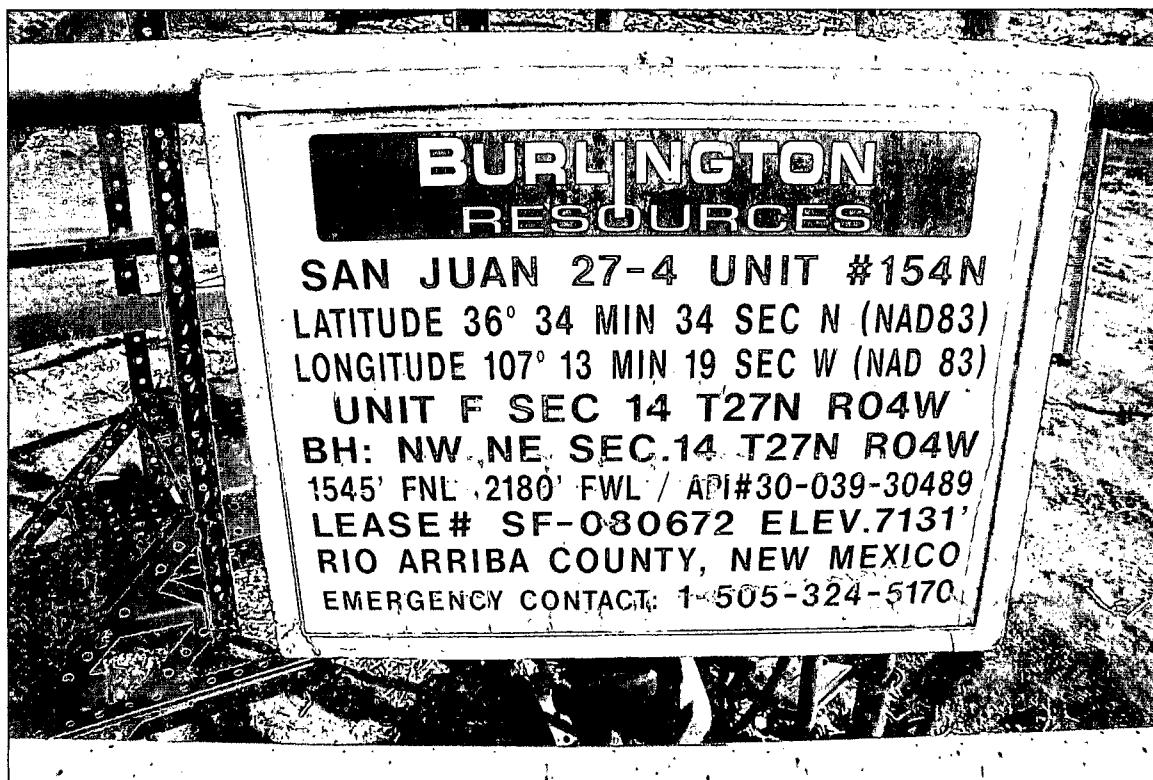 BURLINGTON
RESOURCES
SAN JUAN 27-4 UNIT #154N
LATITUDE 36° 34 MIN 34 SEC N (NAD83)
LONGITUDE 107° 13 MIN 19 SEC W (NAD 83)
UNIT F SEC 14 T27N R04W
BH: NW NE SEC.14 T27N R04W
1545' FNL 2180' FWL / API#30-039-30489
LEASE# SF-080672 ELEV.7131'
RIO ARRIBA COUNTY, NEW MEXICO
EMERGENCY CONTACT: 1-505-324-5170